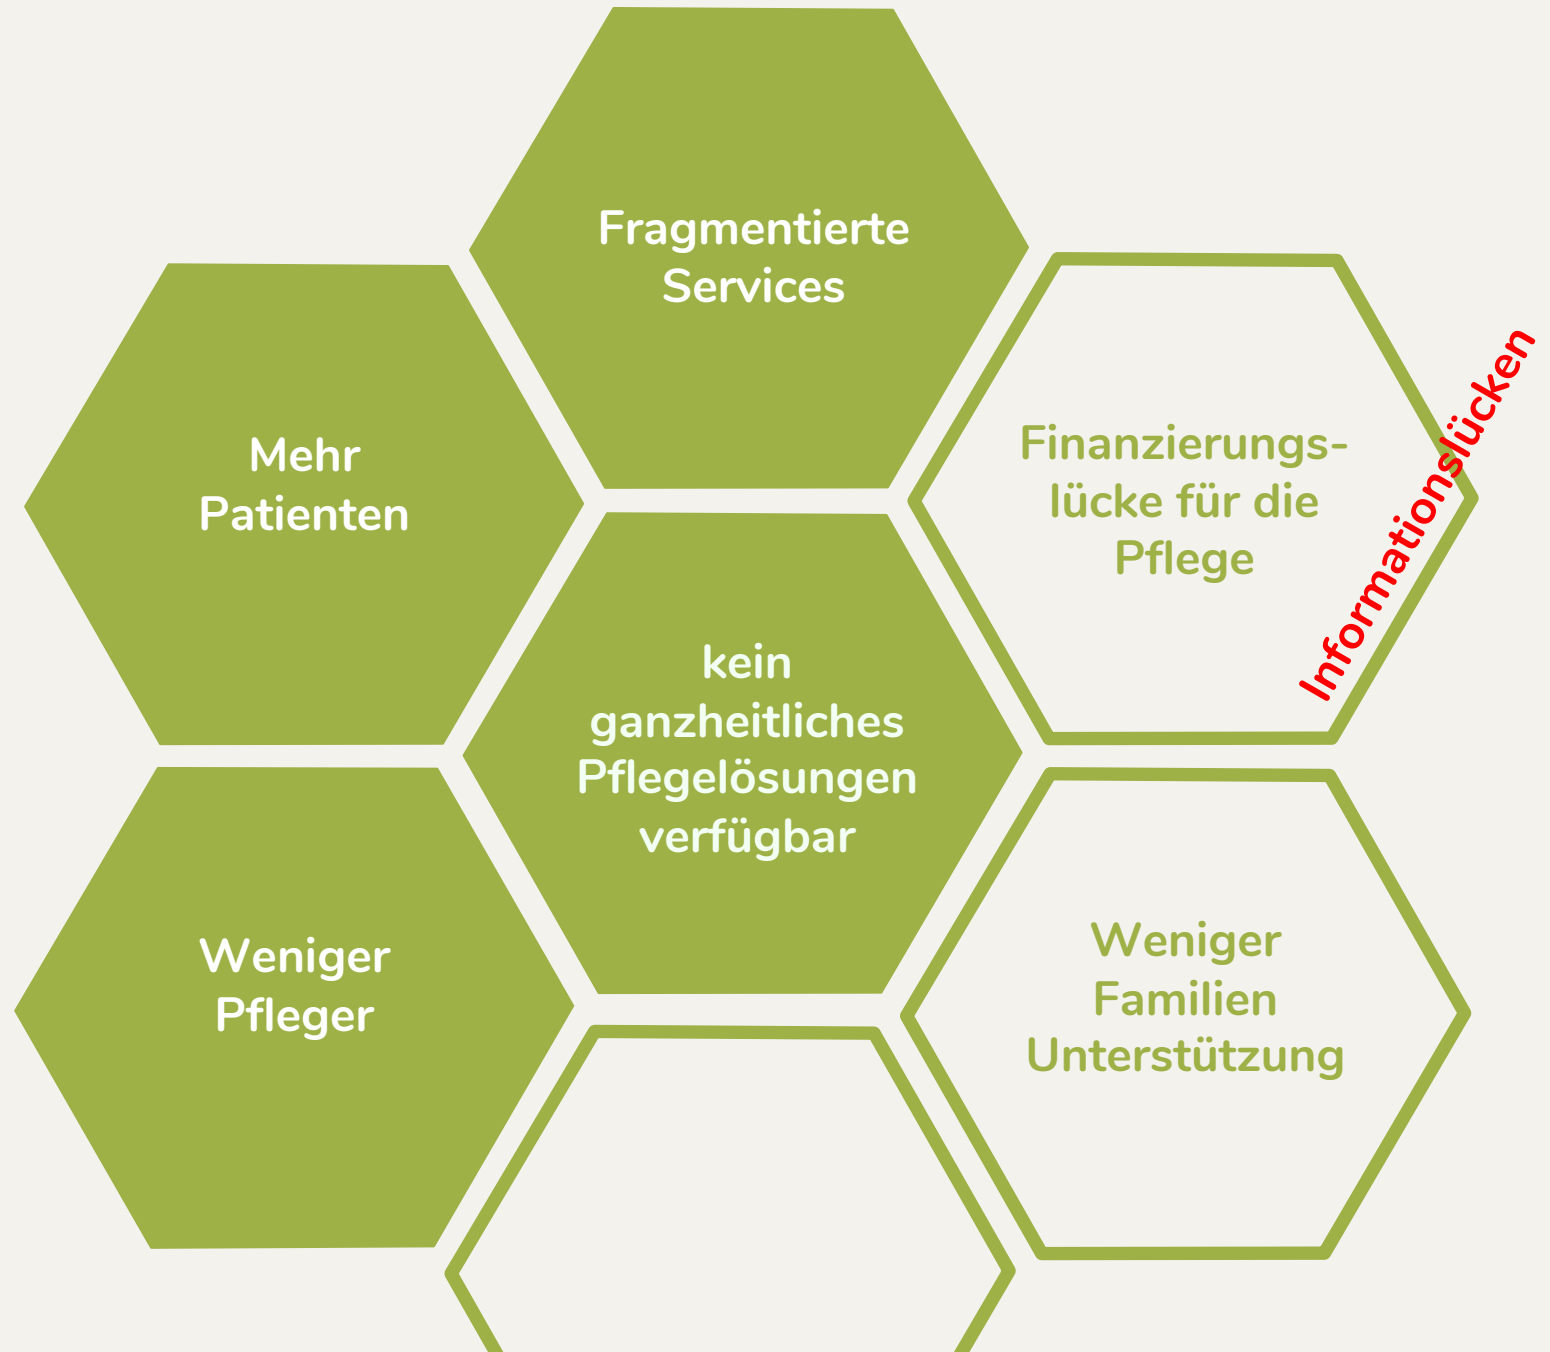 Fragmentierte
Services
Mehr
Patienten
Finanzierungs-
lücke für die
Pflege
Informationslücken
kein
ganzheitliches
Pflegelösungen
verfügbar
Weniger
Pfleger
Weniger
Familien
Unterstützung